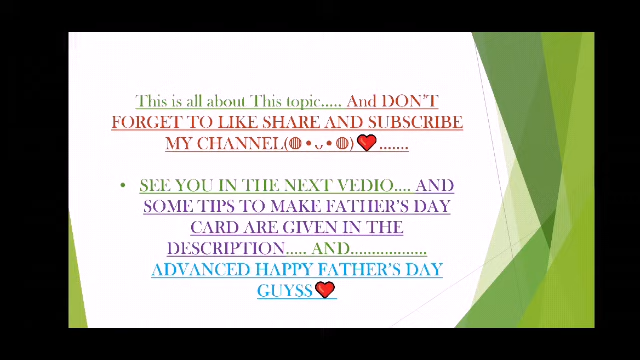 This is all about This topic..... And DON'T
FORGET TO LIKE SHARE AND SUBSCRIBE
MY CHANNEL(◍•ᴗ•◍)❤.......
• SEE YOU IN THE NEXT VEDIO.... AND
SOME TIPS TO MAKE FATHER'S DAY
CARD ARE GIVEN IN THE
DESCRIPTION..... AND..................
ADVANCED HAPPY FATHER'S DAY
GUYSS❤